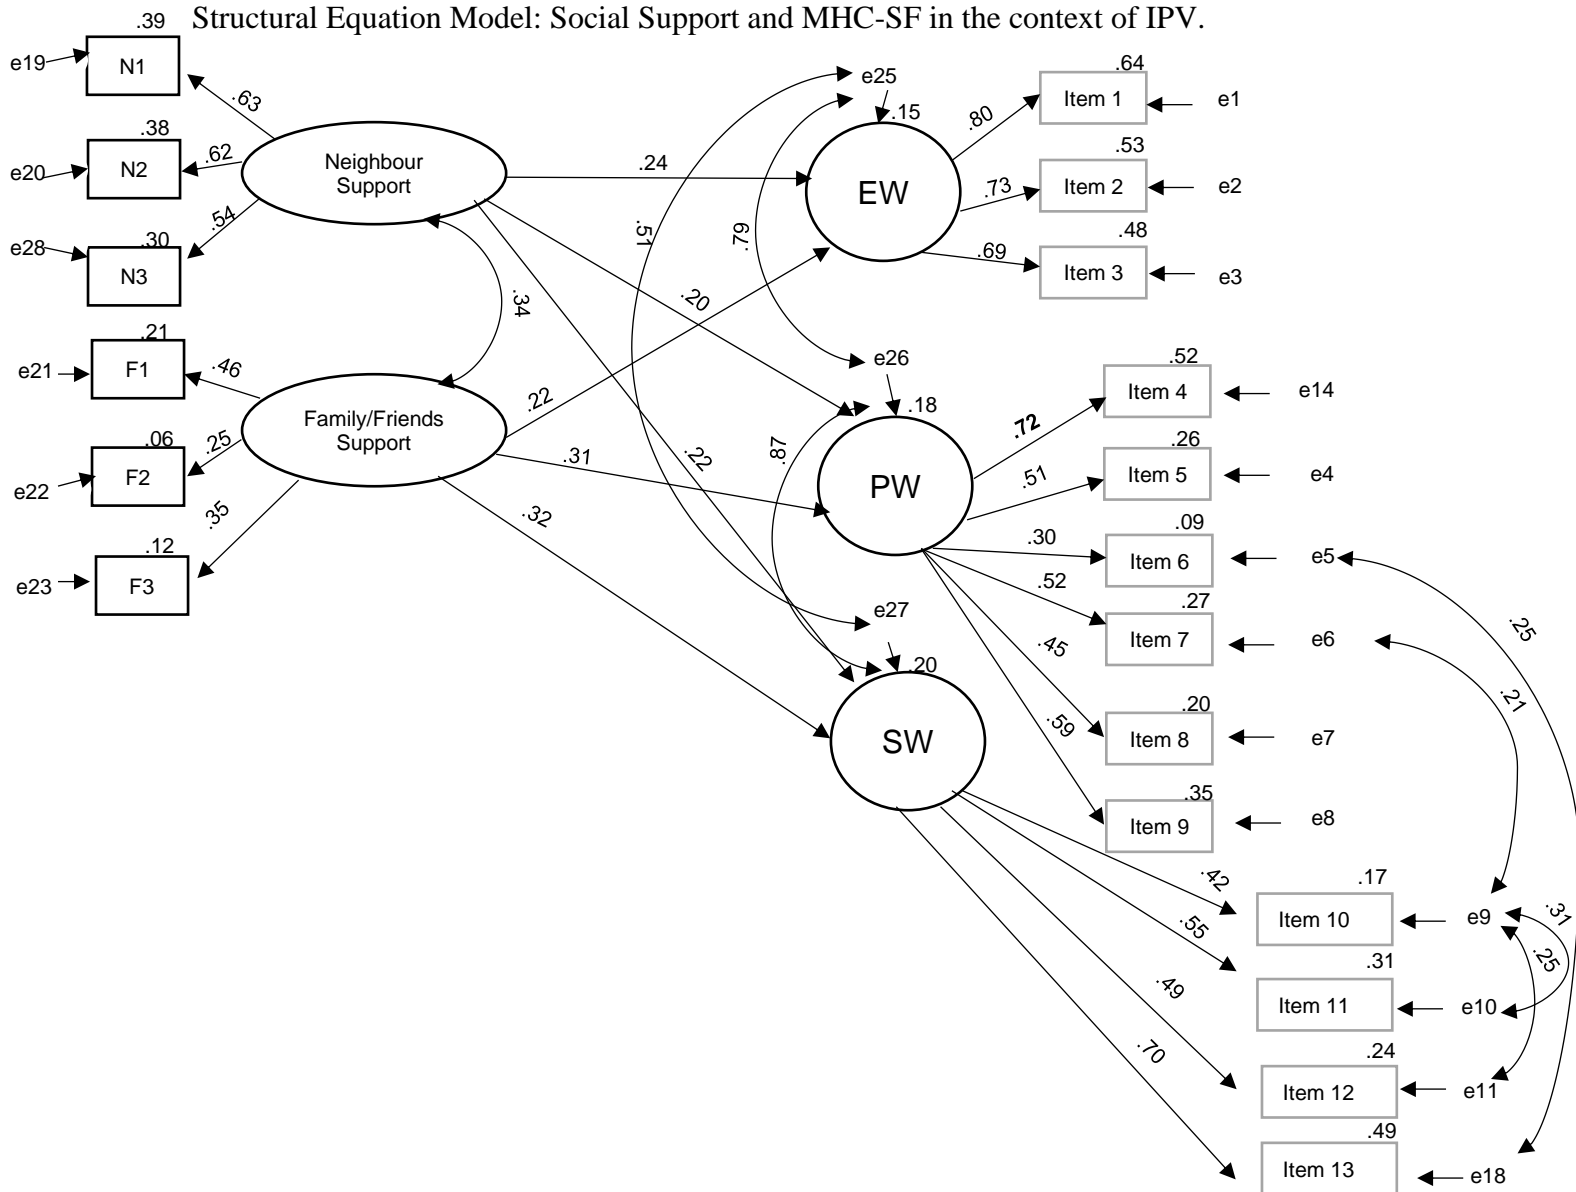 Structural Equation Model: Social Support and MHC-SF in the context of IPV.
.39
e19
N1
.63
.38
e20
N2
.62
.54
.30
e28
N3
Neighbour
Support
.34
.21
e21
F1
.46
.06
e22
F2
.25
.12
e23
F3
.35
Family/Friends
Support
.24
.20
.22
.22
.31
.32
.51
.79
.87
e25
.15
EW
e26
.18
PW
e27
.20
SW
.80
.64
Item 1
e1
.73
.53
Item 2
e2
.69
.48
Item 3
e3
.72
.52
Item 4
e14
.51
.26
Item 5
e4
.30
.09
Item 6
e5
.52
.27
Item 7
e6
.45
.20
Item 8
e7
.59
.35
Item 9
e8
.25
.21
.42
.17
Item 10
e9
.31
.25
.55
.31
Item 11
e10
.49
.24
Item 12
e11
.70
.49
Item 13
e18